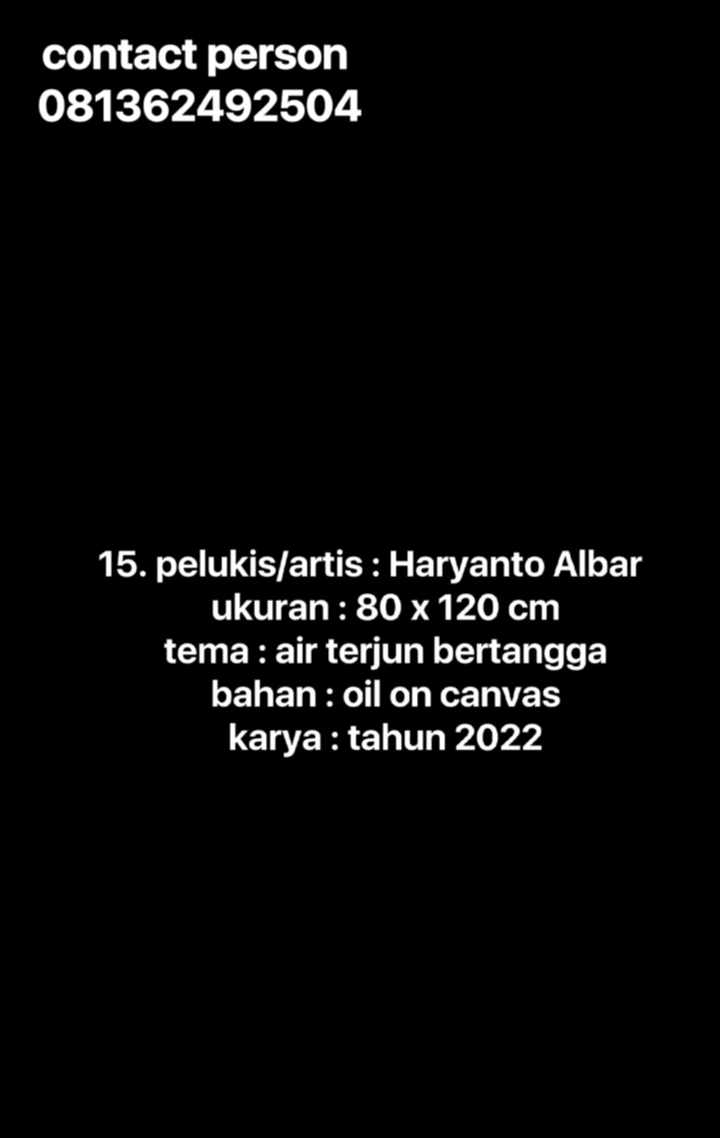 contact person
081362492504
15. pelukis/artis : Haryanto Albar
ukuran : 80 x 120 cm
tema : air terjun bertangga
bahan : oil on canvas
karya : tahun 2022